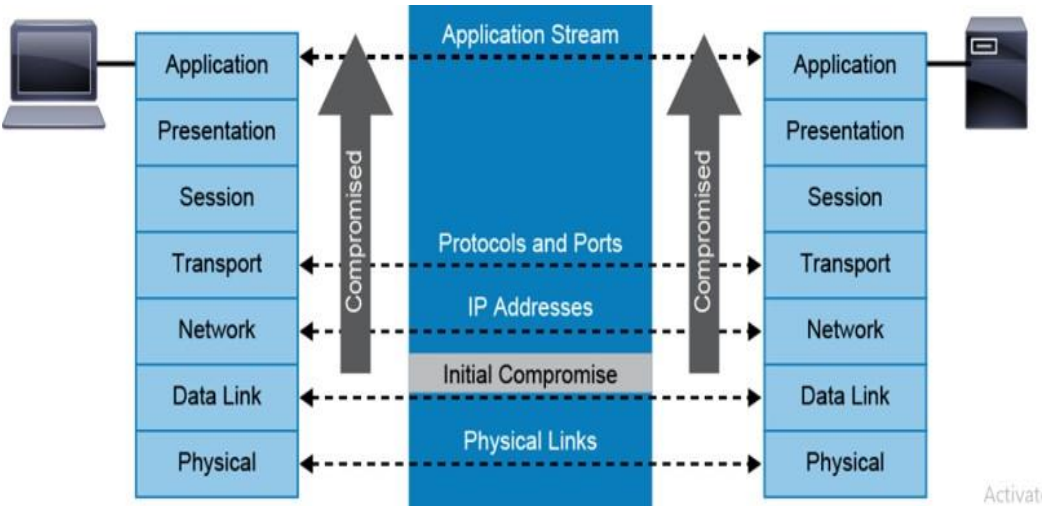 Application Stream
Application
Application
Presentation
Presentation
Compromised
Compromised
Session
Session
Protocols and Ports
Transport
Transport
IP Addresses
Network
Network
Initial Compromise
Data Link
Data Link
Physical Links
Physical
Physical
Activat